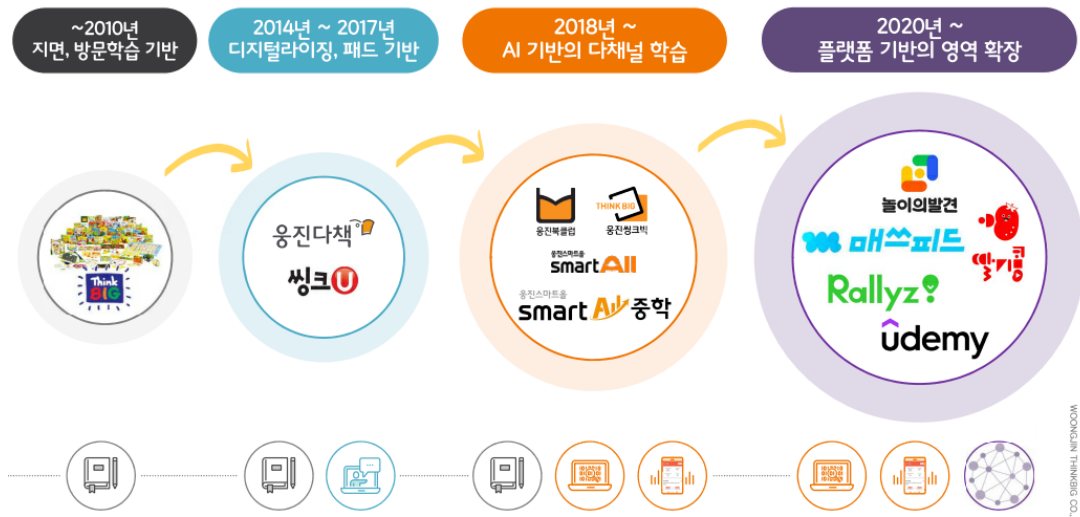 ~2010년
지면, 방문학습 기반
2014년 ~ 2017년
디지털라이징, 패드 기반
2018년 ~
AI 기반의 다채널 학습
2020년 ~
플랫폼 기반의 영역 확장
Think
BIG
웅진다책
씽크U
웅진북클럽
THINK BIG
웅진씽크빅
웅진스마트올
smart All
웅진스마트올
smart All 중학
놀이의발견
매쓰피드
딸기콩
Rallyz
udemy
WOONGJIN THINKBIG CO.,